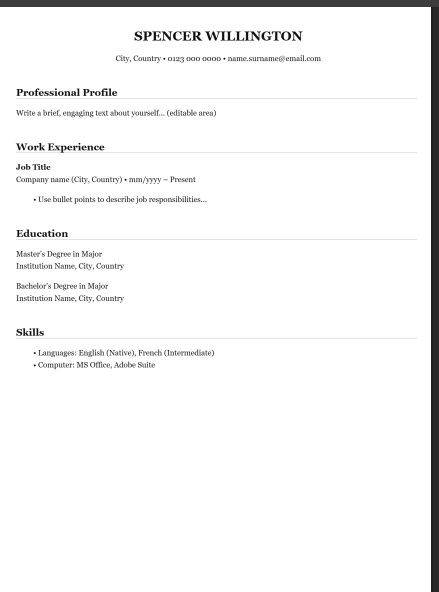 SPENCER WILLINGTON
City, Country • 0123 000 0000 • name.surname@email.com
Professional Profile
Write a brief, engaging text about yourself... (editable area)
Work Experience
Job Title
Company name (City, Country) • mm/yyyy – Present
• Use bullet points to describe job responsibilities...
Education
Master's Degree in Major
Institution Name, City, Country
Bachelor's Degree in Major
Institution Name, City, Country
Skills
• Languages: English (Native), French (Intermediate)
• Computer: MS Office, Adobe Suite